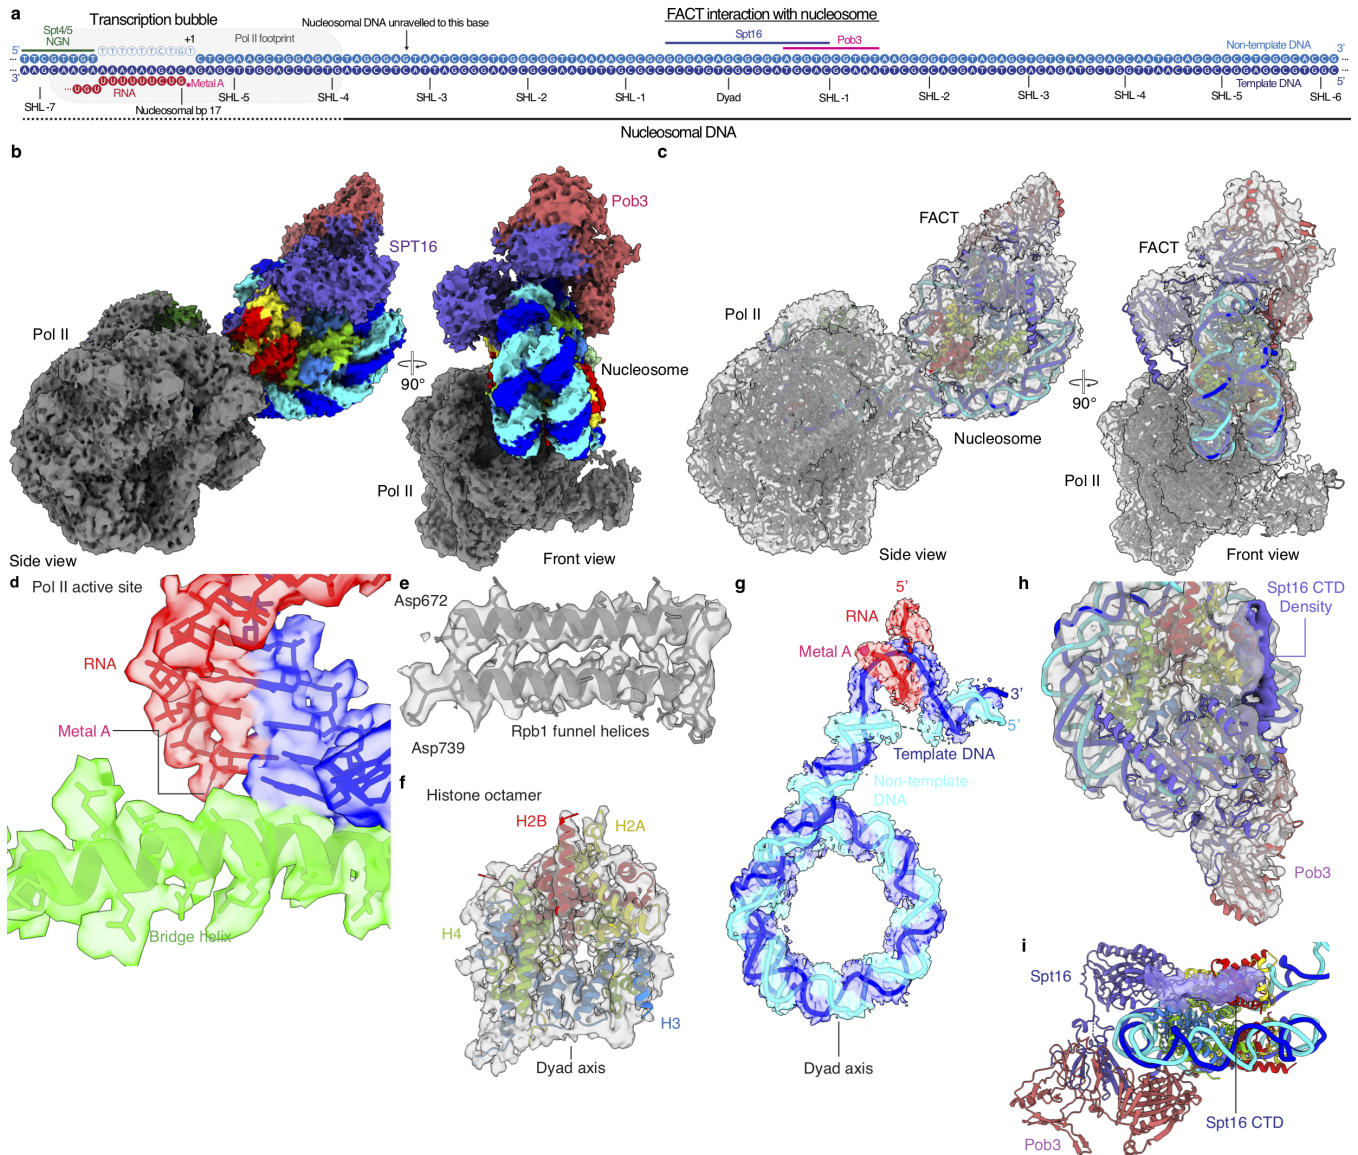 a
Transcription bubble
Nucleosomal DNA unravelled to this base
FACT interaction with nucleosome
Spt4/5
NGN
+1
Pol II footprint
Spt16
Pob3
Non-template DNA
5'
3'
T T C G T T G T
T T T T T T C T G T
3'
A A G C A A C A
U U U U U U C U G
Metal A
Template DNA
5'
...U G U
RNA
SHL -7
Nucleosomal bp 17
SHL -5
SHL -4
SHL -3
SHL -2
SHL -1
Dyad
SHL -1
SHL -2
SHL -3
SHL -4
SHL -5
SHL -6
Nucleosomal DNA
b
Pob3
SPT16
Pol II
Nucleosome
90°
Pol II
Side view
Front view
c
FACT
FACT
Pol II
90°
Nucleosome
Pol II
Side view
Front view
d
Pol II active site
RNA
Metal A
Bridge helix
e
Asp672
Rpb1 funnel helices
Asp739
f
Histone octamer
H2B
H2A
H4
H3
Dyad axis
g
5'
RNA
Metal A
3'
5'
Template DNA
Non-template
DNA
Dyad axis
h
Spt16 CTD
Density
Pob3
i
Spt16
Spt16 CTD
Pob3